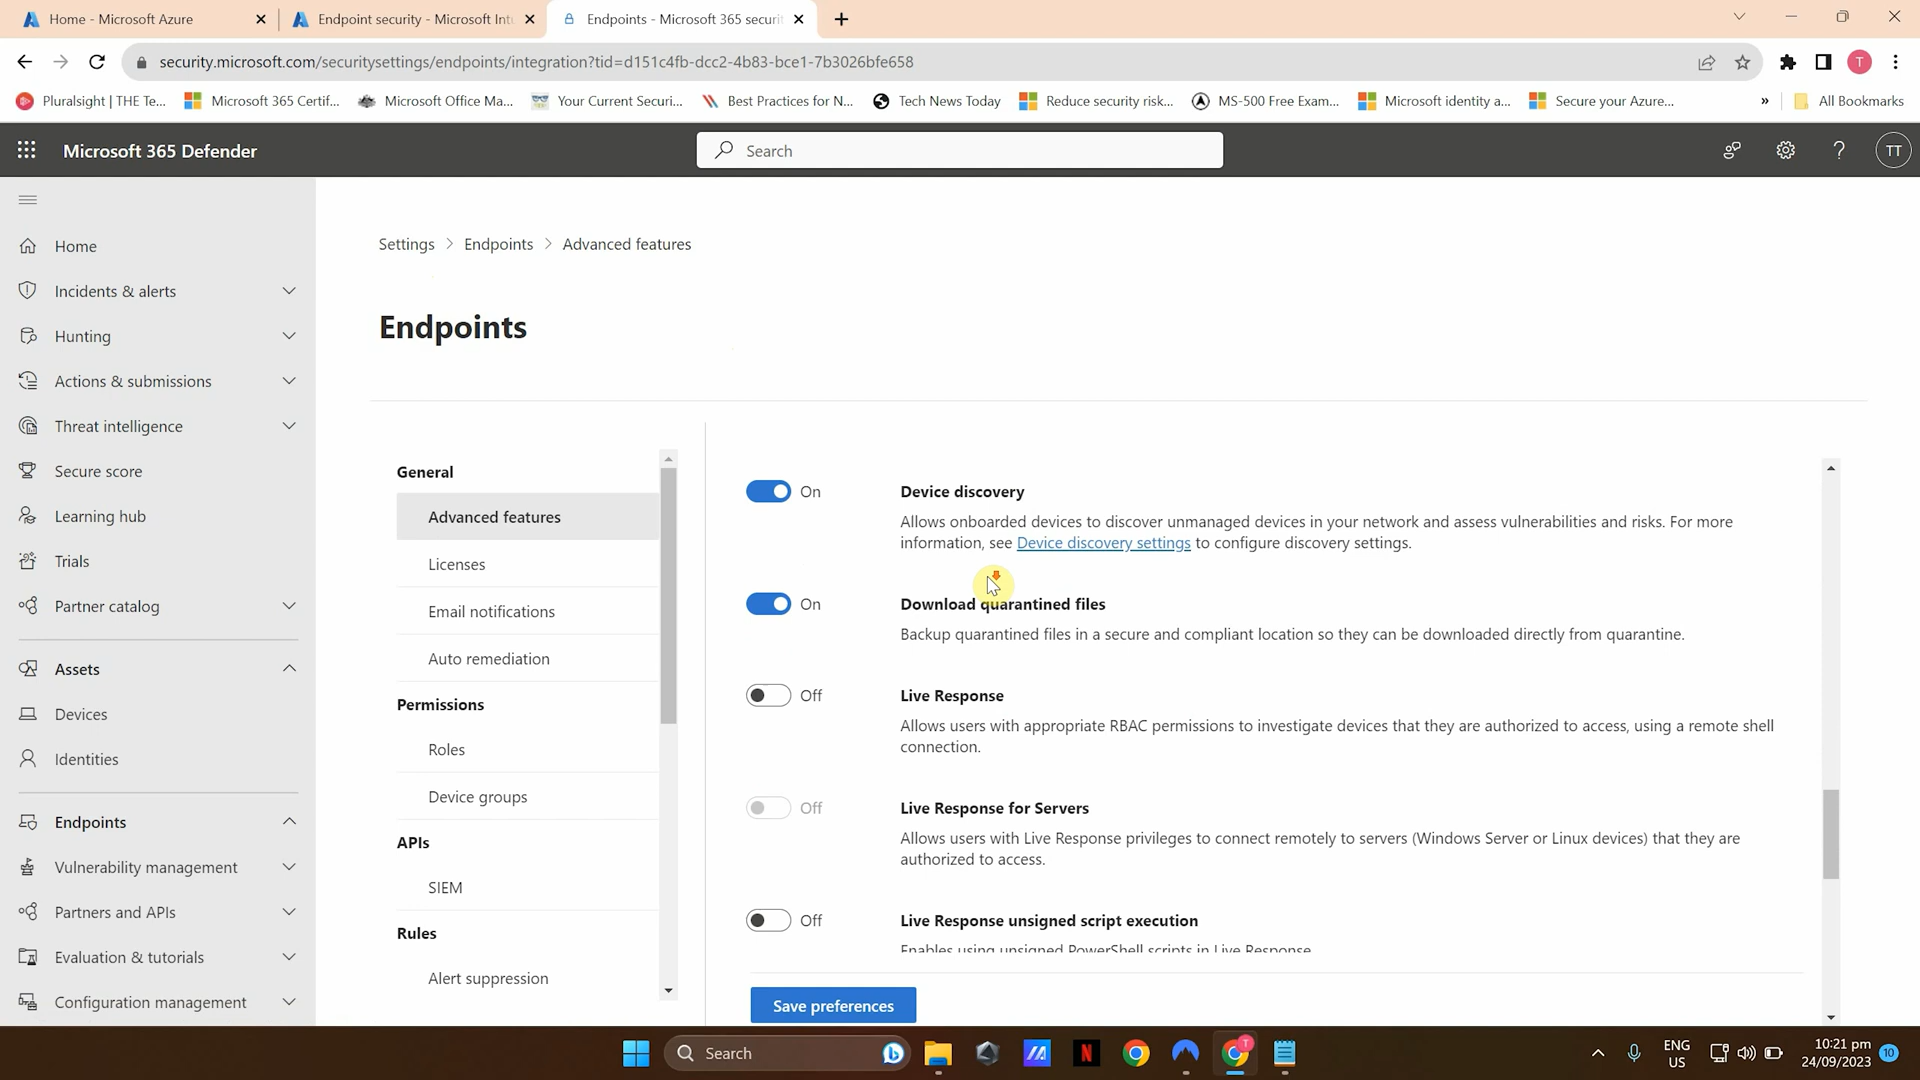 Home - Microsoft Azure
Endpoint security - Microsoft Int
Endpoints - Microsoft 365 securi
security.microsoft.com/securitysettings/endpoints/integration?tid=d151c4fb-dcc2-4b83-bce1-7b3026bfe658
T
Pluralsight | THE Te...
Microsoft 365 Certif...
Microsoft Office Ma...
Your Current Securi...
Best Practices for N...
Tech News Today
Reduce security risk...
MS-500 Free Exam...
Microsoft identity a...
Secure your Azure...
»
All Bookmarks
Microsoft 365 Defender
Search
TT
Home
Incidents & alerts
Hunting
Actions & submissions
Threat intelligence
Secure score
Learning hub
Trials
Partner catalog
Assets
Devices
Identities
Endpoints
Vulnerability management
Partners and APIs
Evaluation & tutorials
Configuration management
Settings > Endpoints > Advanced features
Endpoints
General
Advanced features
Licenses
Email notifications
Auto remediation
Permissions
Roles
Device groups
APIs
SIEM
Rules
Alert suppression
On
Device discovery
Allows onboarded devices to discover unmanaged devices in your network and assess vulnerabilities and risks. For more
information, see Device discovery settings to configure discovery settings.
On
Download quarantined files
Backup quarantined files in a secure and compliant location so they can be downloaded directly from quarantine.
Off
Live Response
Allows users with appropriate RBAC permissions to investigate devices that they are authorized to access, using a remote shell
connection.
Off
Live Response for Servers
Allows users with Live Response privileges to connect remotely to servers (Windows Server or Linux devices) that they are
authorized to access.
Off
Live Response unsigned script execution
Enables using unsigned PowerShell scripts in Live Response
Save preferences
Search
N
T
ENG
US
10:21 pm
24/09/2023
10